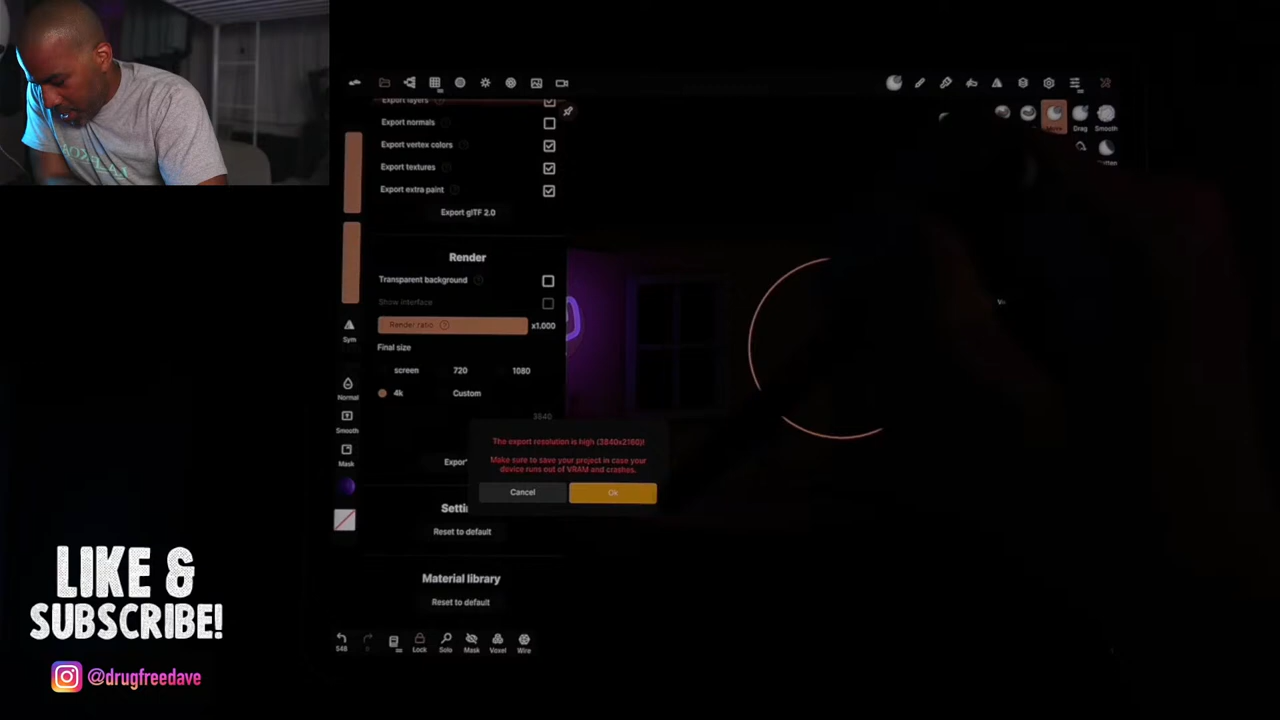 Export layers
Export normals
Export vertex colors
Export textures
Export extra paint
Export glTF 2.0
Render
Transparent background
Show interface
Render ratio x1.000
Final size
screen 720 1080
4k Custom
3840
The export resolution is high (3840x2160)!
Make sure to save your project in case your
device runs out of VRAM and crashes.
Cancel Ok
Reset to default
Material library
Reset to default
Sym
Normal
Smooth
Mask
548
0
Lock Solo Mask Voxel Wire
Move Drag Smooth
LIKE &
SUBSCRIBE!
@drugfreedave